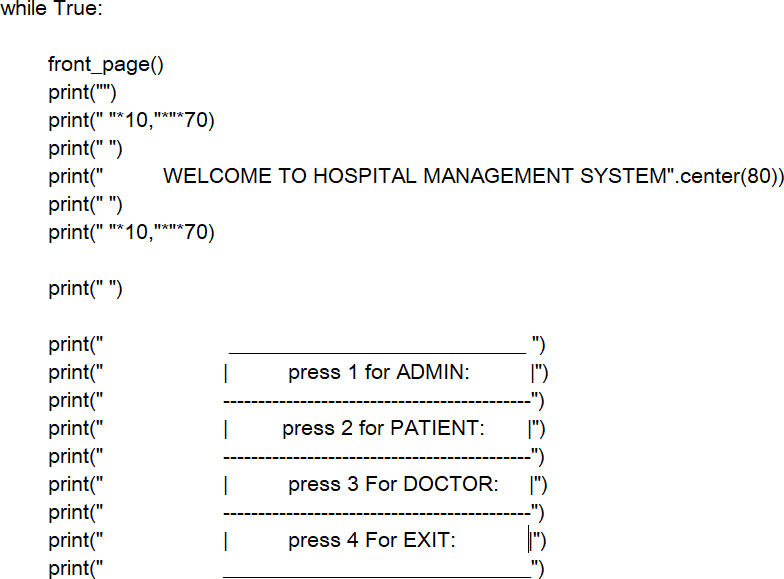 while True:
front_page()
print("")
print(" "*10,"*"*70)
print(" ")
print("          WELCOME TO HOSPITAL MANAGEMENT SYSTEM".center(80))
print(" ")
print(" "*10,"*"*70)
print(" ")
print("                    ___________________________ ")
print("                    |          press 1 for ADMIN:          |")
print("                    --------------------------------------------")
print("                    |         press 2 for PATIENT:       |")
print("                    --------------------------------------------")
print("                    |          press 3 For DOCTOR:     |")
print("                    --------------------------------------------")
print("                    |          press 4 For EXIT:            |")
print("                    ____________________________")